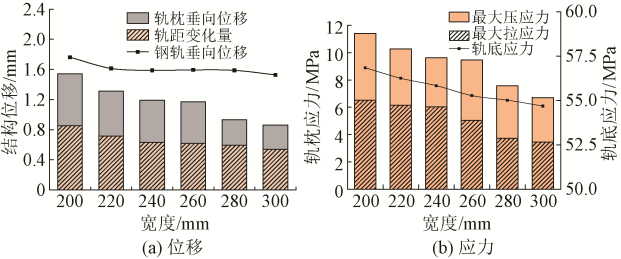 2.4
2.0
1.6
1.2
0.8
0.4
0
结构位移/mm
轨枕垂向位移
轨距变化量
钢轨垂向位移
200 220 240 260 280 300
宽度/mm
(a) 位移
12
10
8
6
4
2
0
轨枕应力/MPa
最大压应力
最大拉应力
轨底应力
60.0
57.5
55.0
52.5
50.0
轨底应力/MPa
200 220 240 260 280 300
宽度/mm
(b) 应力